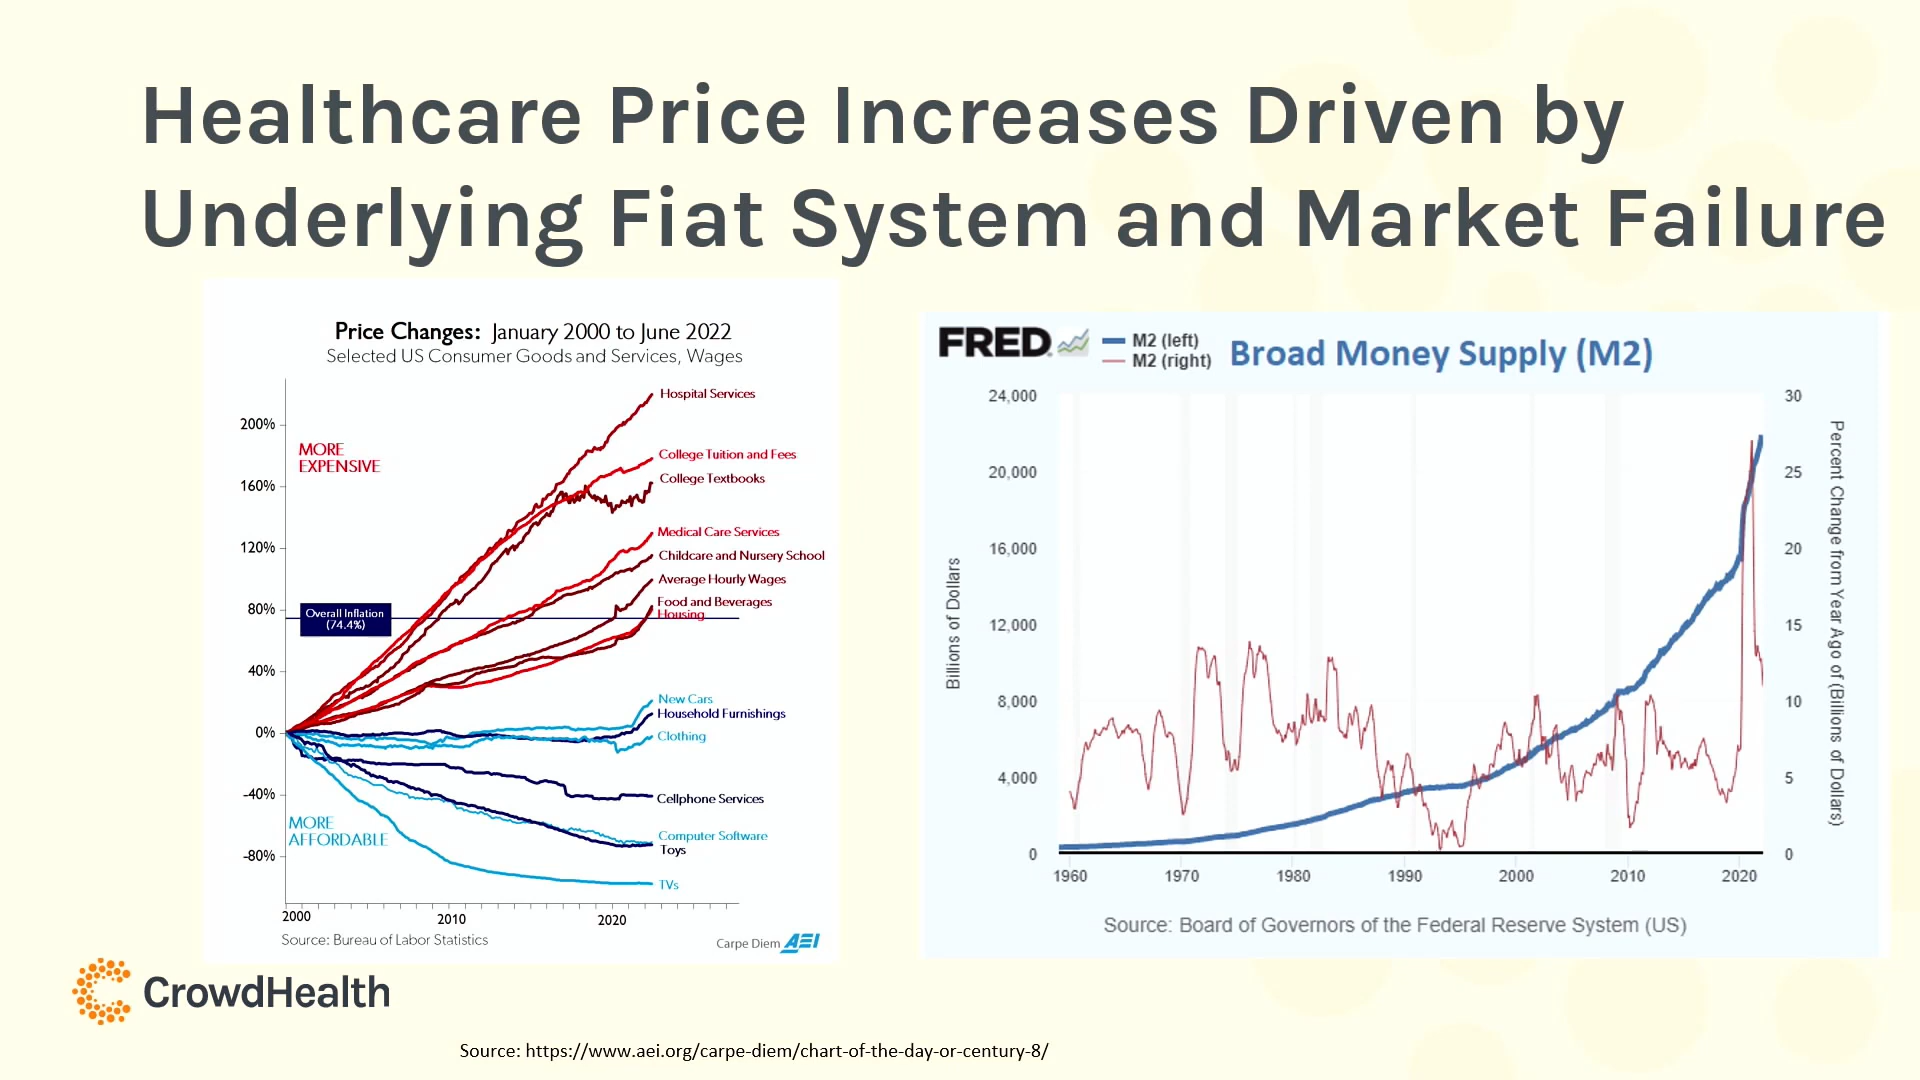 Healthcare Price Increases Driven by
Underlying Fiat System and Market Failure
Price Changes: January 2000 to June 2022
Selected US Consumer Goods and Services, Wages
200%
160%
120%
80%
40%
0%
-40%
-80%
MORE
EXPENSIVE
Overall Inflation
(74.4%)
MORE
AFFORDABLE
Hospital Services
College Tuition and Fees
College Textbooks
Medical Care Services
Childcare and Nursery School
Average Hourly Wages
Food and Beverages
Housing
New Cars
Household Furnishings
Clothing
Cellphone Services
Computer Software
Toys
TVs
2000 2010 2020
Source: Bureau of Labor Statistics
Carpe Diem AEI
FRED
M2 (left)
M2 (right)
Broad Money Supply (M2)
Billions of Dollars
24,000
20,000
16,000
12,000
8,000
4,000
0
30
25
20
15
10
5
0
Percent Change from Year Ago of (Billions of Dollars)
1960 1970 1980 1990 2000 2010 2020
Source: Board of Governors of the Federal Reserve System (US)
CrowdHealth
Source: https://www.aei.org/carpe-diem/chart-of-the-day-or-century-8/